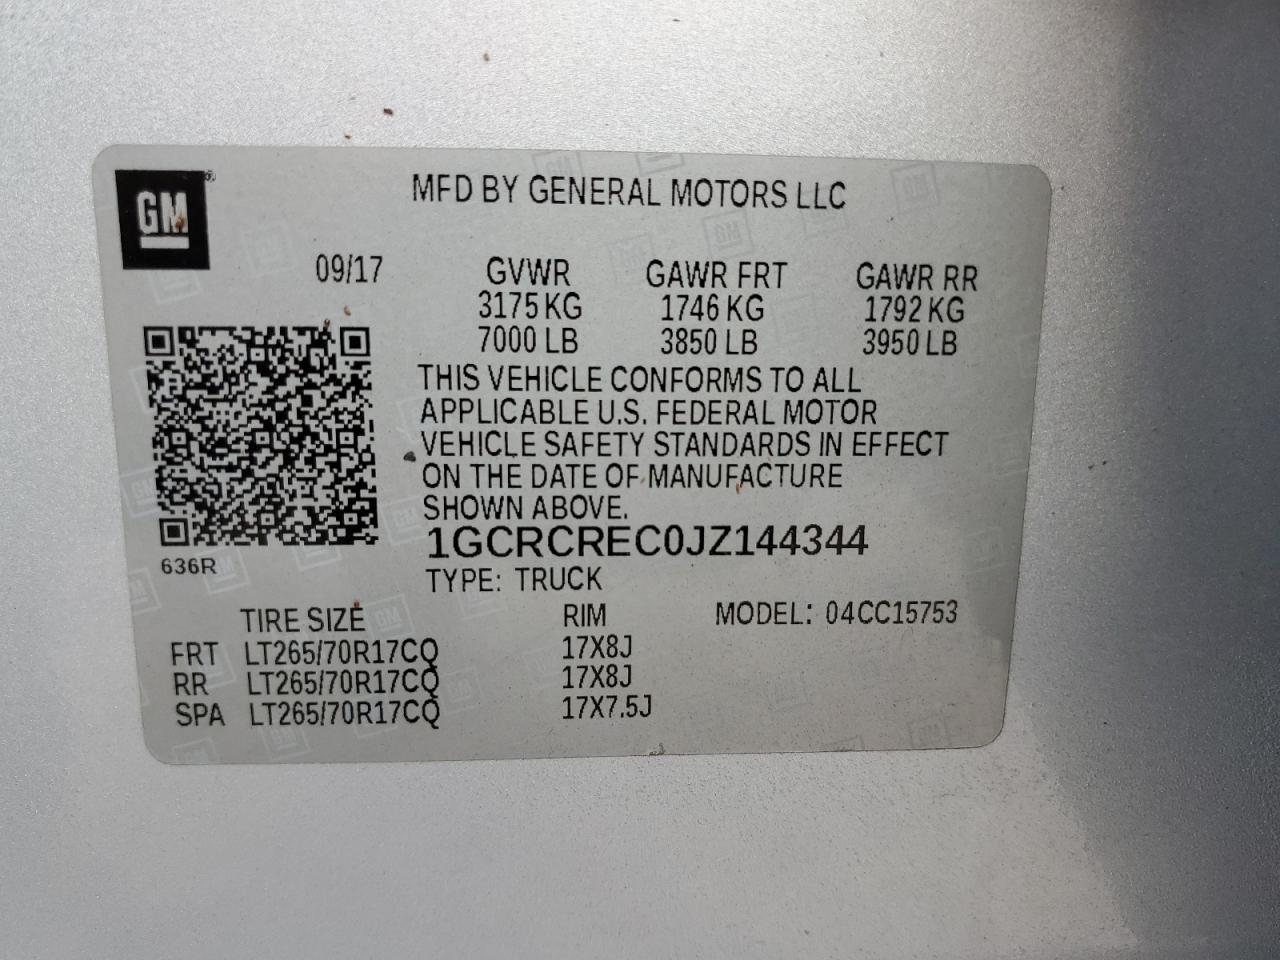 GM
MFD BY GENERAL MOTORS LLC
09/17 GVWR GAWR FRT GAWR RR
3175 KG 1746 KG 1792 KG
7000 LB 3850 LB 3950 LB
THIS VEHICLE CONFORMS TO ALL
APPLICABLE U.S. FEDERAL MOTOR
VEHICLE SAFETY STANDARDS IN EFFECT
ON THE DATE OF MANUFACTURE
SHOWN ABOVE.
1GCRCREC0JZ144344
636R
TYPE: TRUCK
TIRE SIZE RIM MODEL: 04CC15753
FRT LT265/70R17CQ 17X8J
RR LT265/70R17CQ 17X8J
SPA LT265/70R17CQ 17X7.5J